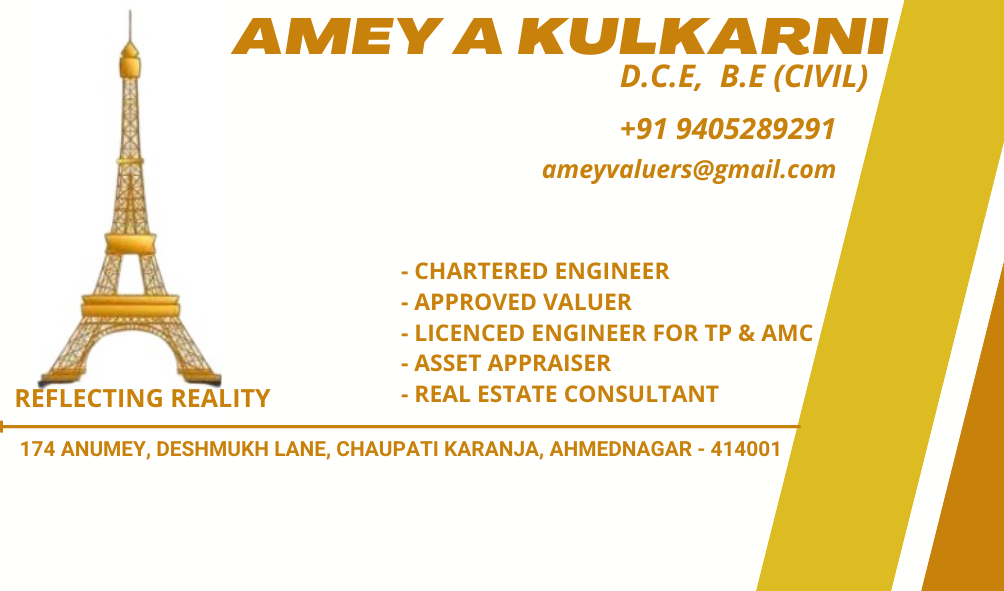 AMEY A KULKARNI
D.C.E, B.E (CIVIL)
+91 9405289291
ameyvaluers@gmail.com
- CHARTERED ENGINEER
- APPROVED VALUER
- LICENCED ENGINEER FOR TP & AMC
- ASSET APPRAISER
- REAL ESTATE CONSULTANT
REFLECTING REALITY
174 ANUMEY, DESHMUKH LANE, CHAUPATI KARANJA, AHMEDNAGAR - 414001